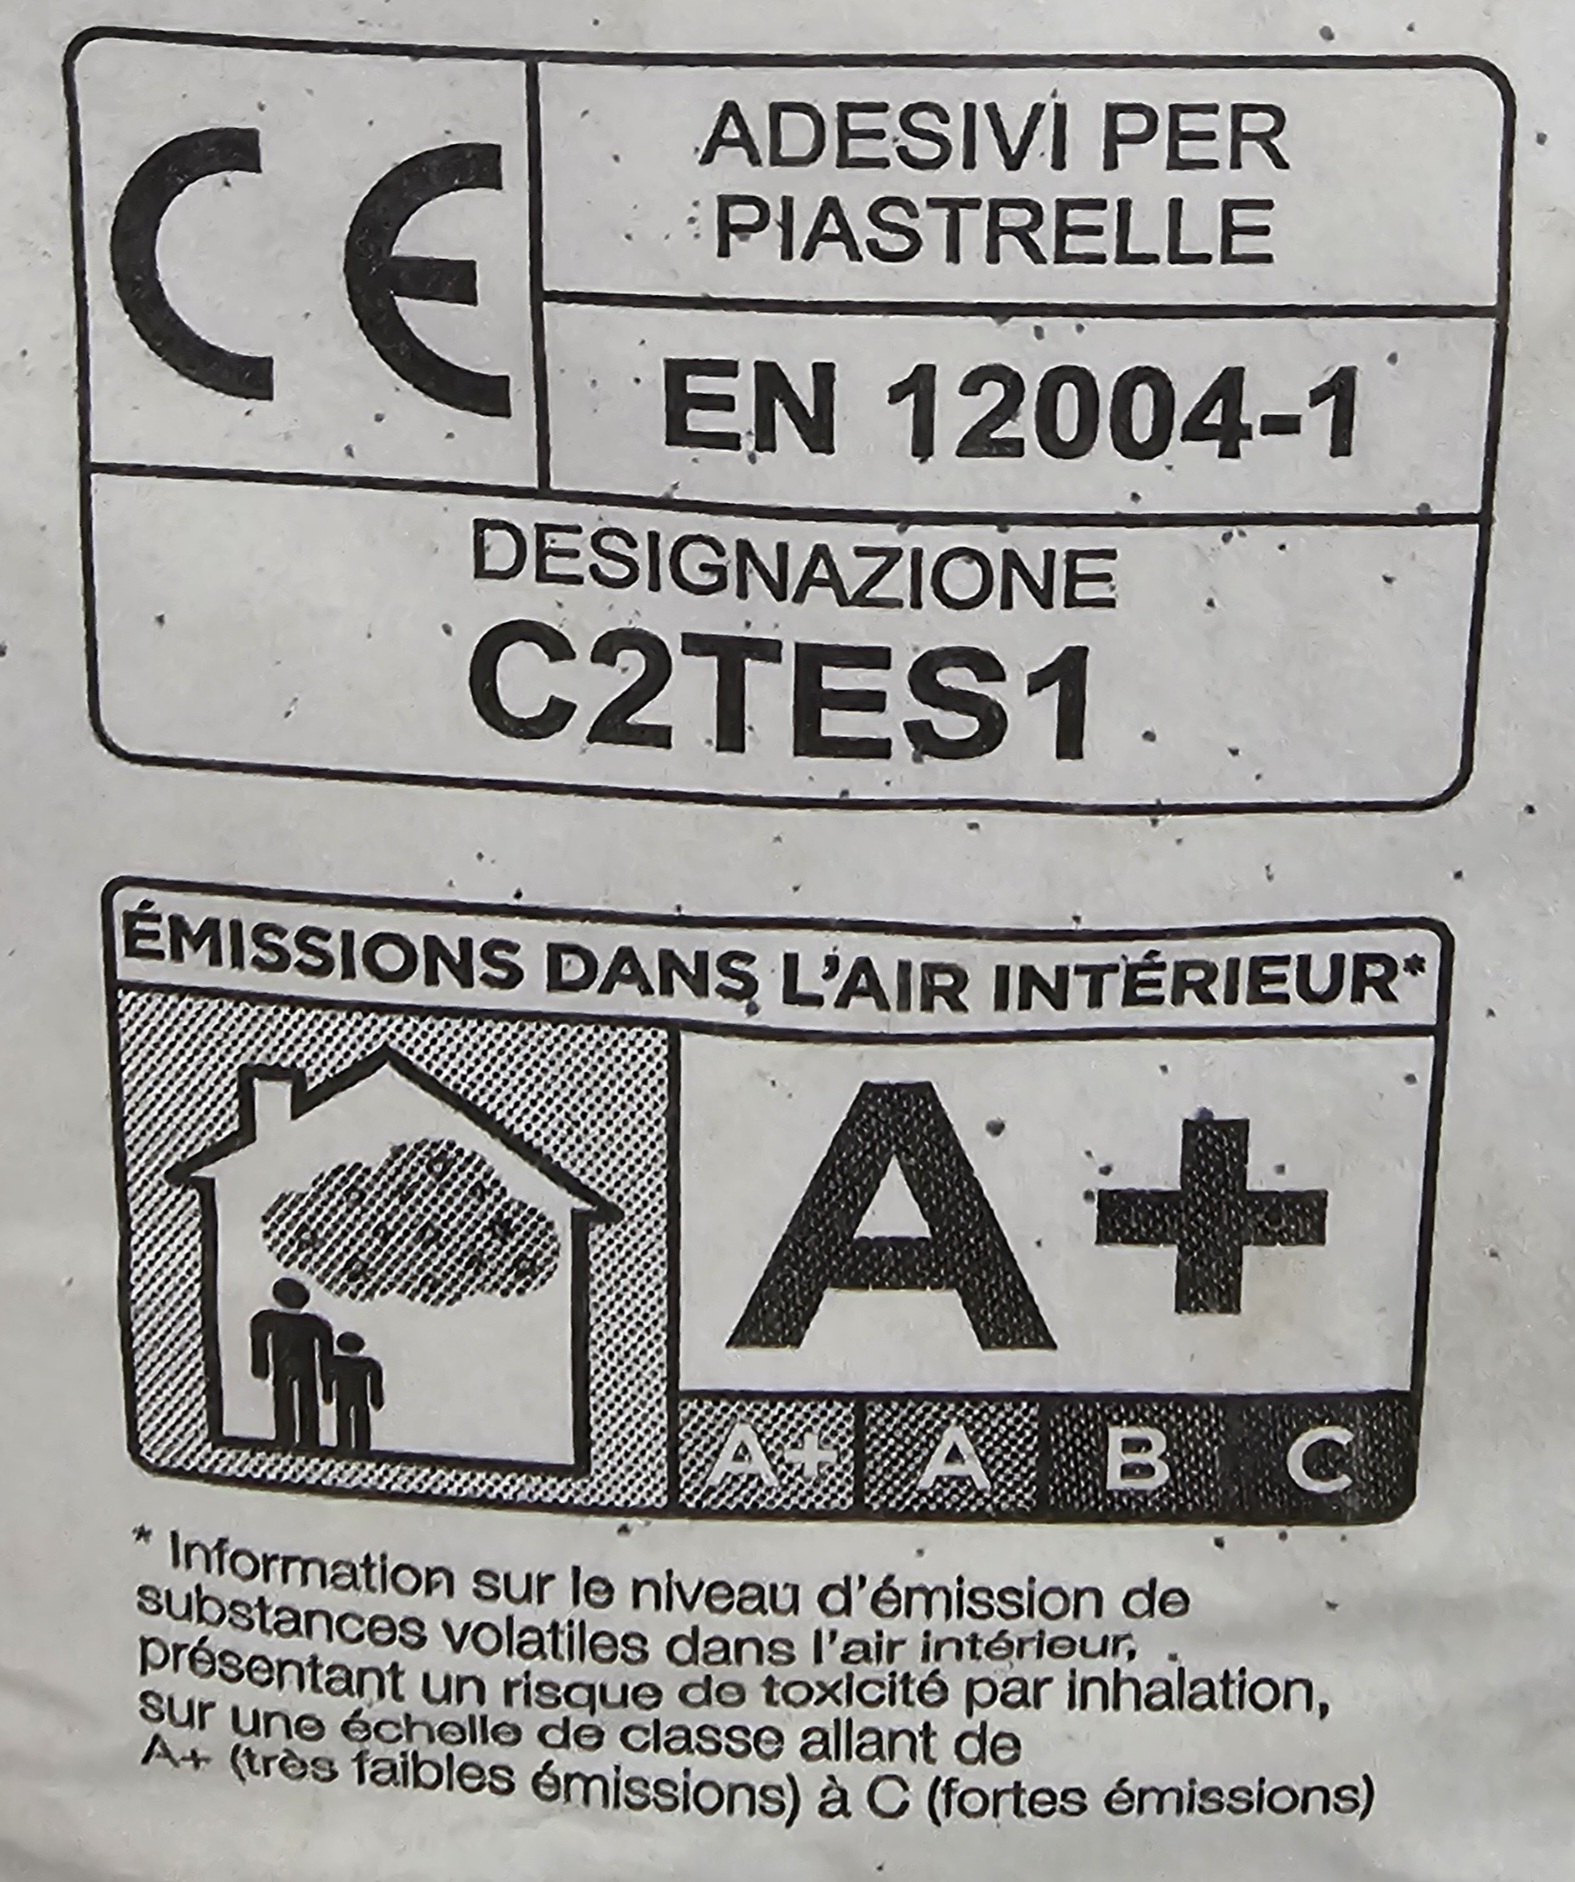 CE
ADESIVI PER
PIASTRELLE
EN 12004-1
DESIGNAZIONE
C2TES1
ÉMISSIONS DANS L'AIR INTÉRIEUR*
A+
A+ A B C
* Information sur le niveau d'émission de
substances volatiles dans l'air intérieur,
présentant un risque de toxicité par inhalation,
sur une échelle de classe allant de
A+ (très faibles émissions) à C (fortes émissions)